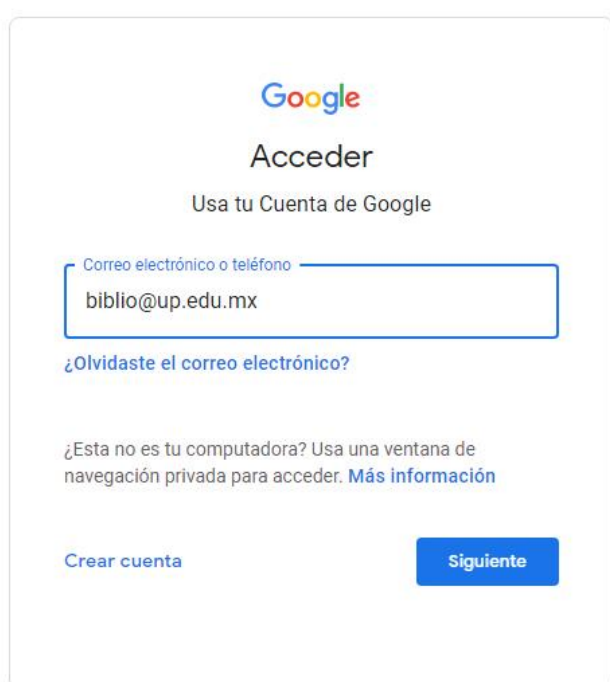 Google
Acceder
Usa tu Cuenta de Google
Correo electrónico o teléfono
biblio@up.edu.mx
¿Olvidaste el correo electrónico?
¿Esta no es tu computadora? Usa una ventana de
navegación privada para acceder. Más información
Crear cuenta
Siguiente